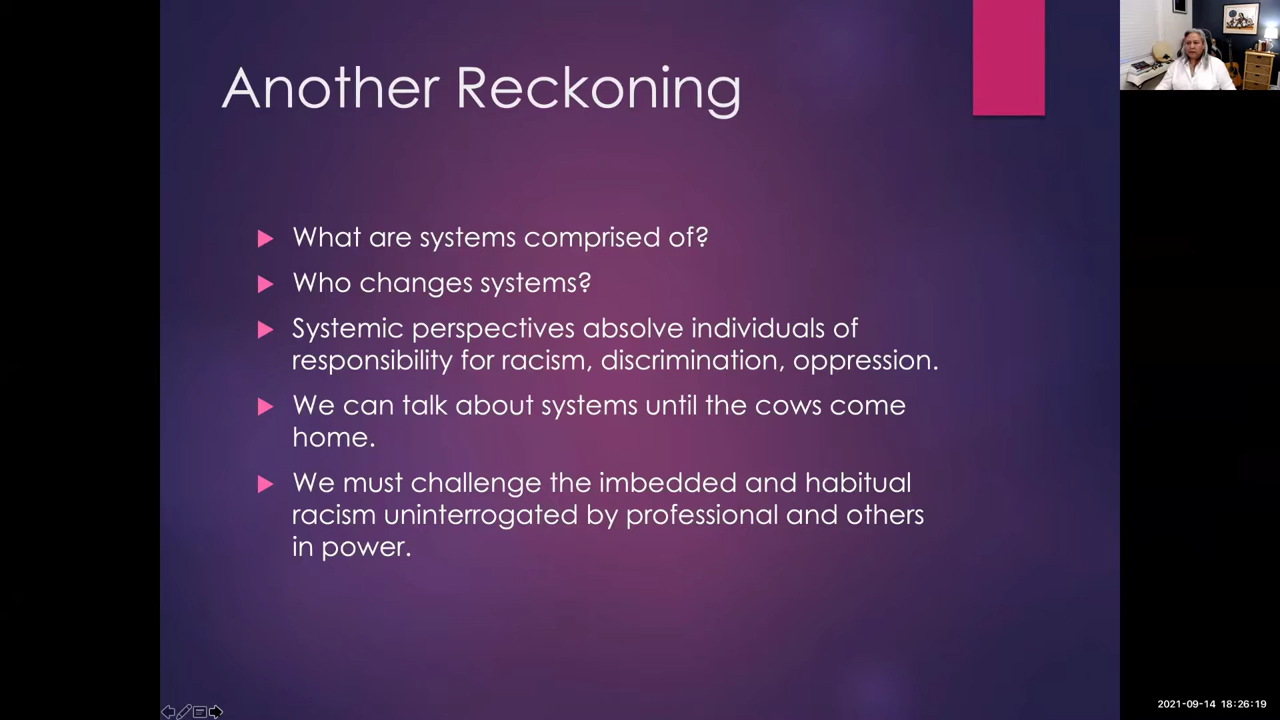 Another Reckoning
What are systems comprised of?
Who changes systems?
Systemic perspectives absolve individuals of
responsibility for racism, discrimination, oppression.
We can talk about systems until the cows come
home.
We must challenge the imbedded and habitual
racism uninterrogated by professional and others
in power.
2021-09-14 18:26:19